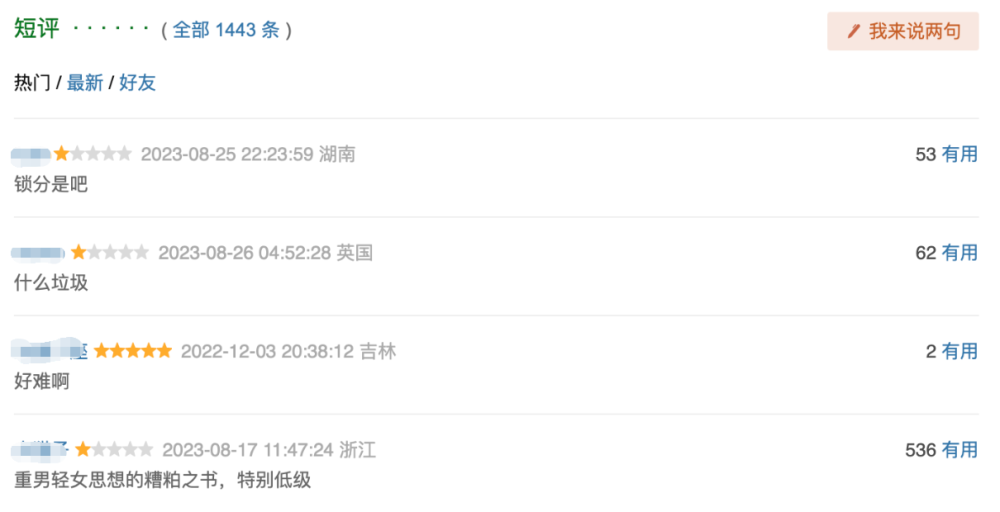 短评 · · · · · · ( 全部 1443 条 )
我来说两句
热门 / 最新 / 好友
2023-08-25 22:23:59 湖南
53 有用
锁分是吧
2023-08-26 04:52:28 英国
62 有用
什么垃圾
2022-12-03 20:38:12 吉林
2 有用
好难啊
2023-08-17 11:47:24 浙江
536 有用
重男轻女思想的糟粕之书，特别低级